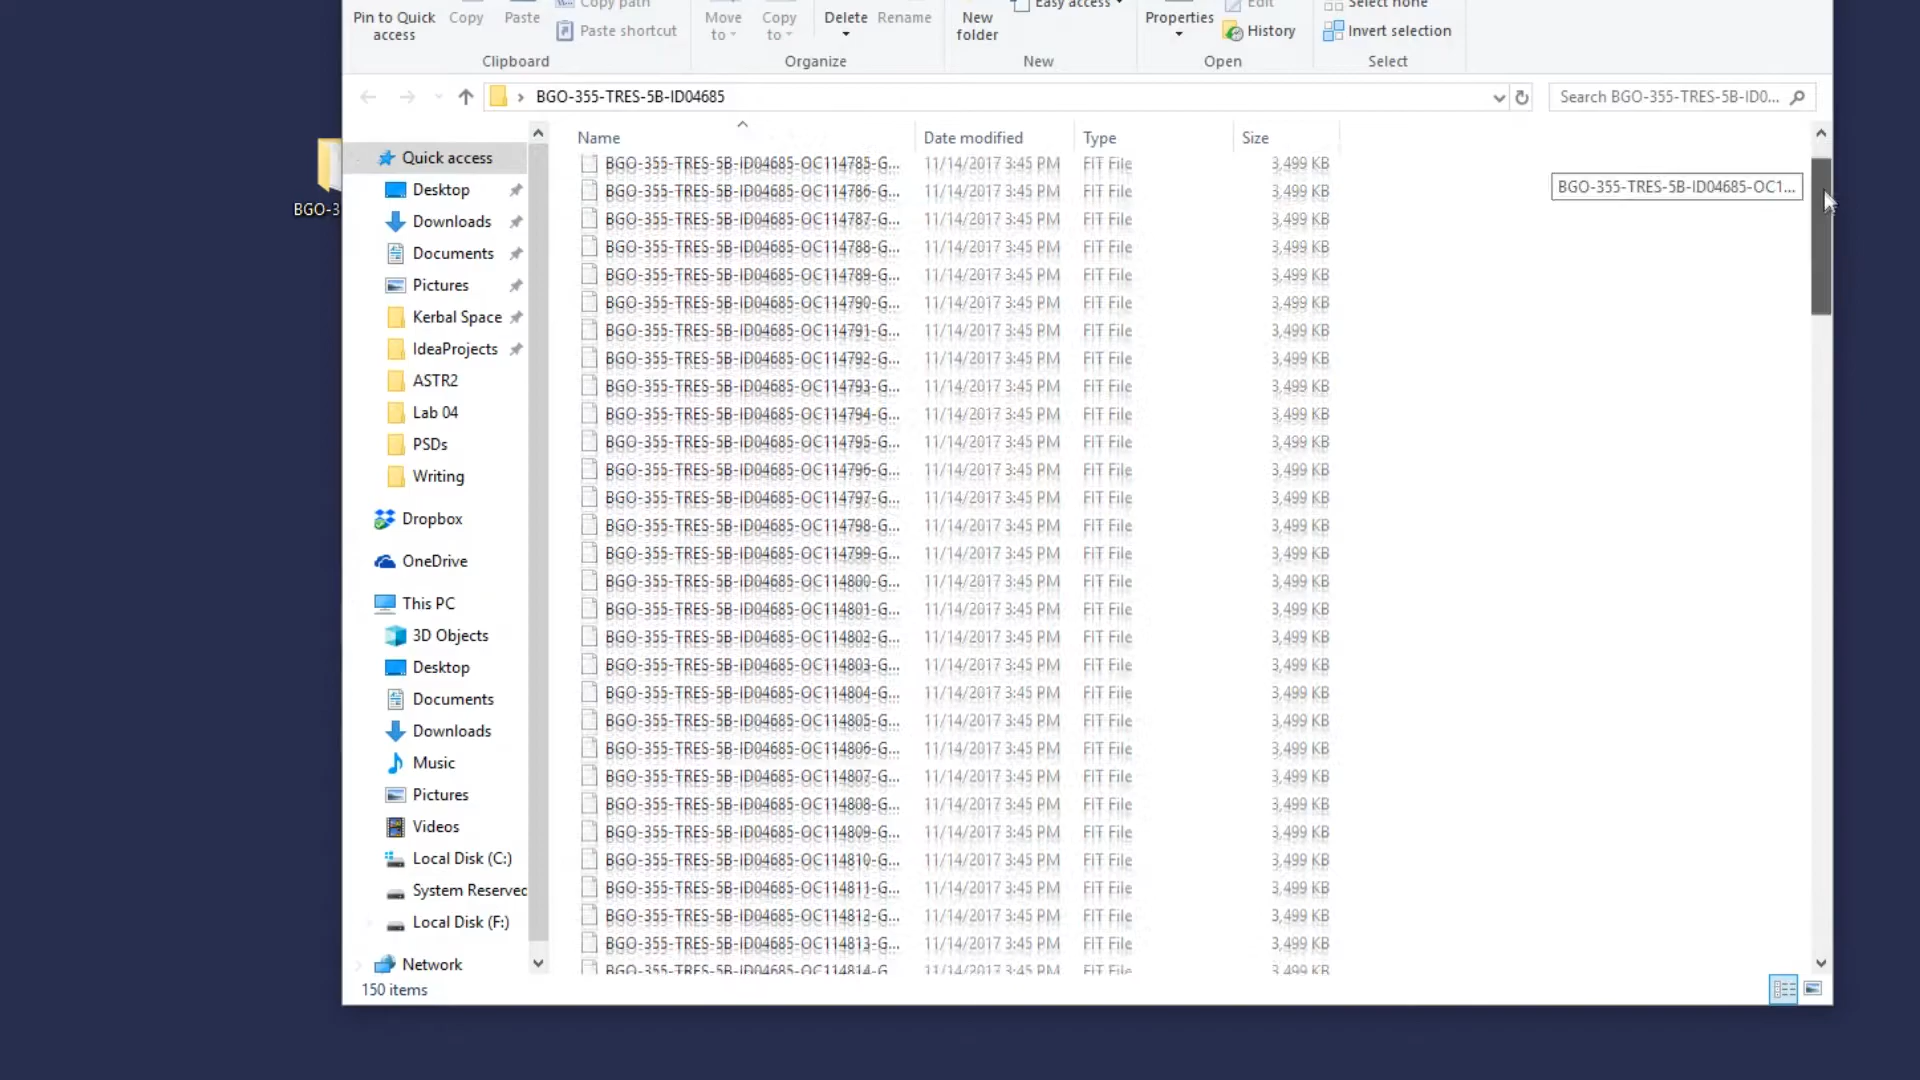 Copy path
Easy access
Edit
Select none
Pin to Quick access
Copy
Paste
Paste shortcut
Move to
Copy to
Delete
Rename
New folder
Properties
History
Invert selection
Clipboard
Organize
New
Open
Select
BGO-355-TRES-5B-ID04685
Search BGO-355-TRES-5B-ID0...
BGO-3
Quick access
Desktop
Downloads
Documents
Pictures
Kerbal Space
IdeaProjects
ASTR2
Lab 04
PSDs
Writing
Dropbox
OneDrive
This PC
3D Objects
Desktop
Documents
Downloads
Music
Pictures
Videos
Local Disk (C:)
System Reserved
Local Disk (F:)
Network
Name Date modified Type Size
BGO-355-TRES-5B-ID04685-OC114785-G... 11/14/2017 3:45 PM FIT File 3,499 KB
BGO-355-TRES-5B-ID04685-OC114786-G... 11/14/2017 3:45 PM FIT File 3,499 KB
BGO-355-TRES-5B-ID04685-OC114787-G... 11/14/2017 3:45 PM FIT File 3,499 KB
BGO-355-TRES-5B-ID04685-OC114788-G... 11/14/2017 3:45 PM FIT File 3,499 KB
BGO-355-TRES-5B-ID04685-OC114789-G... 11/14/2017 3:45 PM FIT File 3,499 KB
BGO-355-TRES-5B-ID04685-OC114790-G... 11/14/2017 3:45 PM FIT File 3,499 KB
BGO-355-TRES-5B-ID04685-OC114791-G... 11/14/2017 3:45 PM FIT File 3,499 KB
BGO-355-TRES-5B-ID04685-OC114792-G... 11/14/2017 3:45 PM FIT File 3,499 KB
BGO-355-TRES-5B-ID04685-OC114793-G... 11/14/2017 3:45 PM FIT File 3,499 KB
BGO-355-TRES-5B-ID04685-OC114794-G... 11/14/2017 3:45 PM FIT File 3,499 KB
BGO-355-TRES-5B-ID04685-OC114795-G... 11/14/2017 3:45 PM FIT File 3,499 KB
BGO-355-TRES-5B-ID04685-OC114796-G... 11/14/2017 3:45 PM FIT File 3,499 KB
BGO-355-TRES-5B-ID04685-OC114797-G... 11/14/2017 3:45 PM FIT File 3,499 KB
BGO-355-TRES-5B-ID04685-OC114798-G... 11/14/2017 3:45 PM FIT File 3,499 KB
BGO-355-TRES-5B-ID04685-OC114799-G... 11/14/2017 3:45 PM FIT File 3,499 KB
BGO-355-TRES-5B-ID04685-OC114800-G... 11/14/2017 3:45 PM FIT File 3,499 KB
BGO-355-TRES-5B-ID04685-OC114801-G... 11/14/2017 3:45 PM FIT File 3,499 KB
BGO-355-TRES-5B-ID04685-OC114802-G... 11/14/2017 3:45 PM FIT File 3,499 KB
BGO-355-TRES-5B-ID04685-OC114803-G... 11/14/2017 3:45 PM FIT File 3,499 KB
BGO-355-TRES-5B-ID04685-OC114804-G... 11/14/2017 3:45 PM FIT File 3,499 KB
BGO-355-TRES-5B-ID04685-OC114805-G... 11/14/2017 3:45 PM FIT File 3,499 KB
BGO-355-TRES-5B-ID04685-OC114806-G... 11/14/2017 3:45 PM FIT File 3,499 KB
BGO-355-TRES-5B-ID04685-OC114807-G... 11/14/2017 3:45 PM FIT File 3,499 KB
BGO-355-TRES-5B-ID04685-OC114808-G... 11/14/2017 3:45 PM FIT File 3,499 KB
BGO-355-TRES-5B-ID04685-OC114809-G... 11/14/2017 3:45 PM FIT File 3,499 KB
BGO-355-TRES-5B-ID04685-OC114810-G... 11/14/2017 3:45 PM FIT File 3,499 KB
BGO-355-TRES-5B-ID04685-OC114811-G... 11/14/2017 3:45 PM FIT File 3,499 KB
BGO-355-TRES-5B-ID04685-OC114812-G... 11/14/2017 3:45 PM FIT File 3,499 KB
BGO-355-TRES-5B-ID04685-OC114813-G... 11/14/2017 3:45 PM FIT File 3,499 KB
BGO-355-TRES-5B-ID04685-OC114814-G 11/14/2017 3:45 PM FIT File 3,499 KB
BGO-355-TRES-5B-ID04685-OC1...
150 items